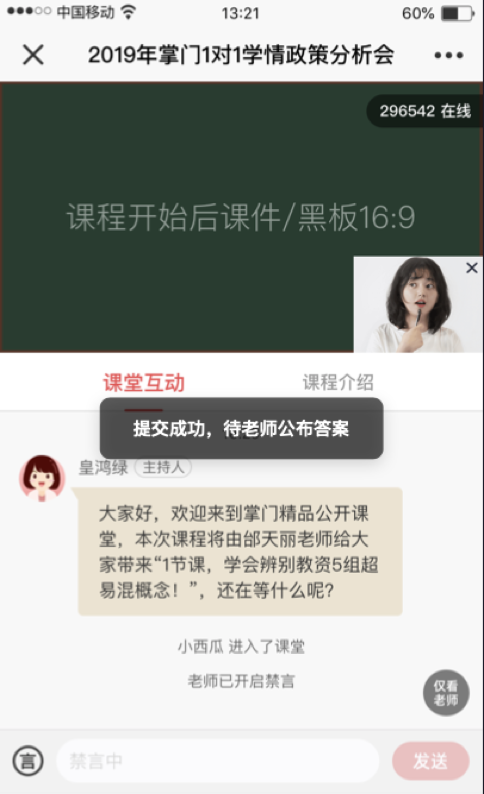 中国移动
13:21
60%
2019年掌门1对1学情政策分析会
296542 在线
课程开始后课件/黑板16:9
课堂互动
课程介绍
提交成功，待老师公布答案
皇鸿绿
主持人
大家好，欢迎来到掌门精品公开课
堂，本次课程将由邰天丽老师给大
家带来“1节课，学会辨别教资5组超
易混概念！”，还在等什么呢?
小西瓜 进入了课堂
老师已开启禁言
仅看
老师
言
禁言中
发送